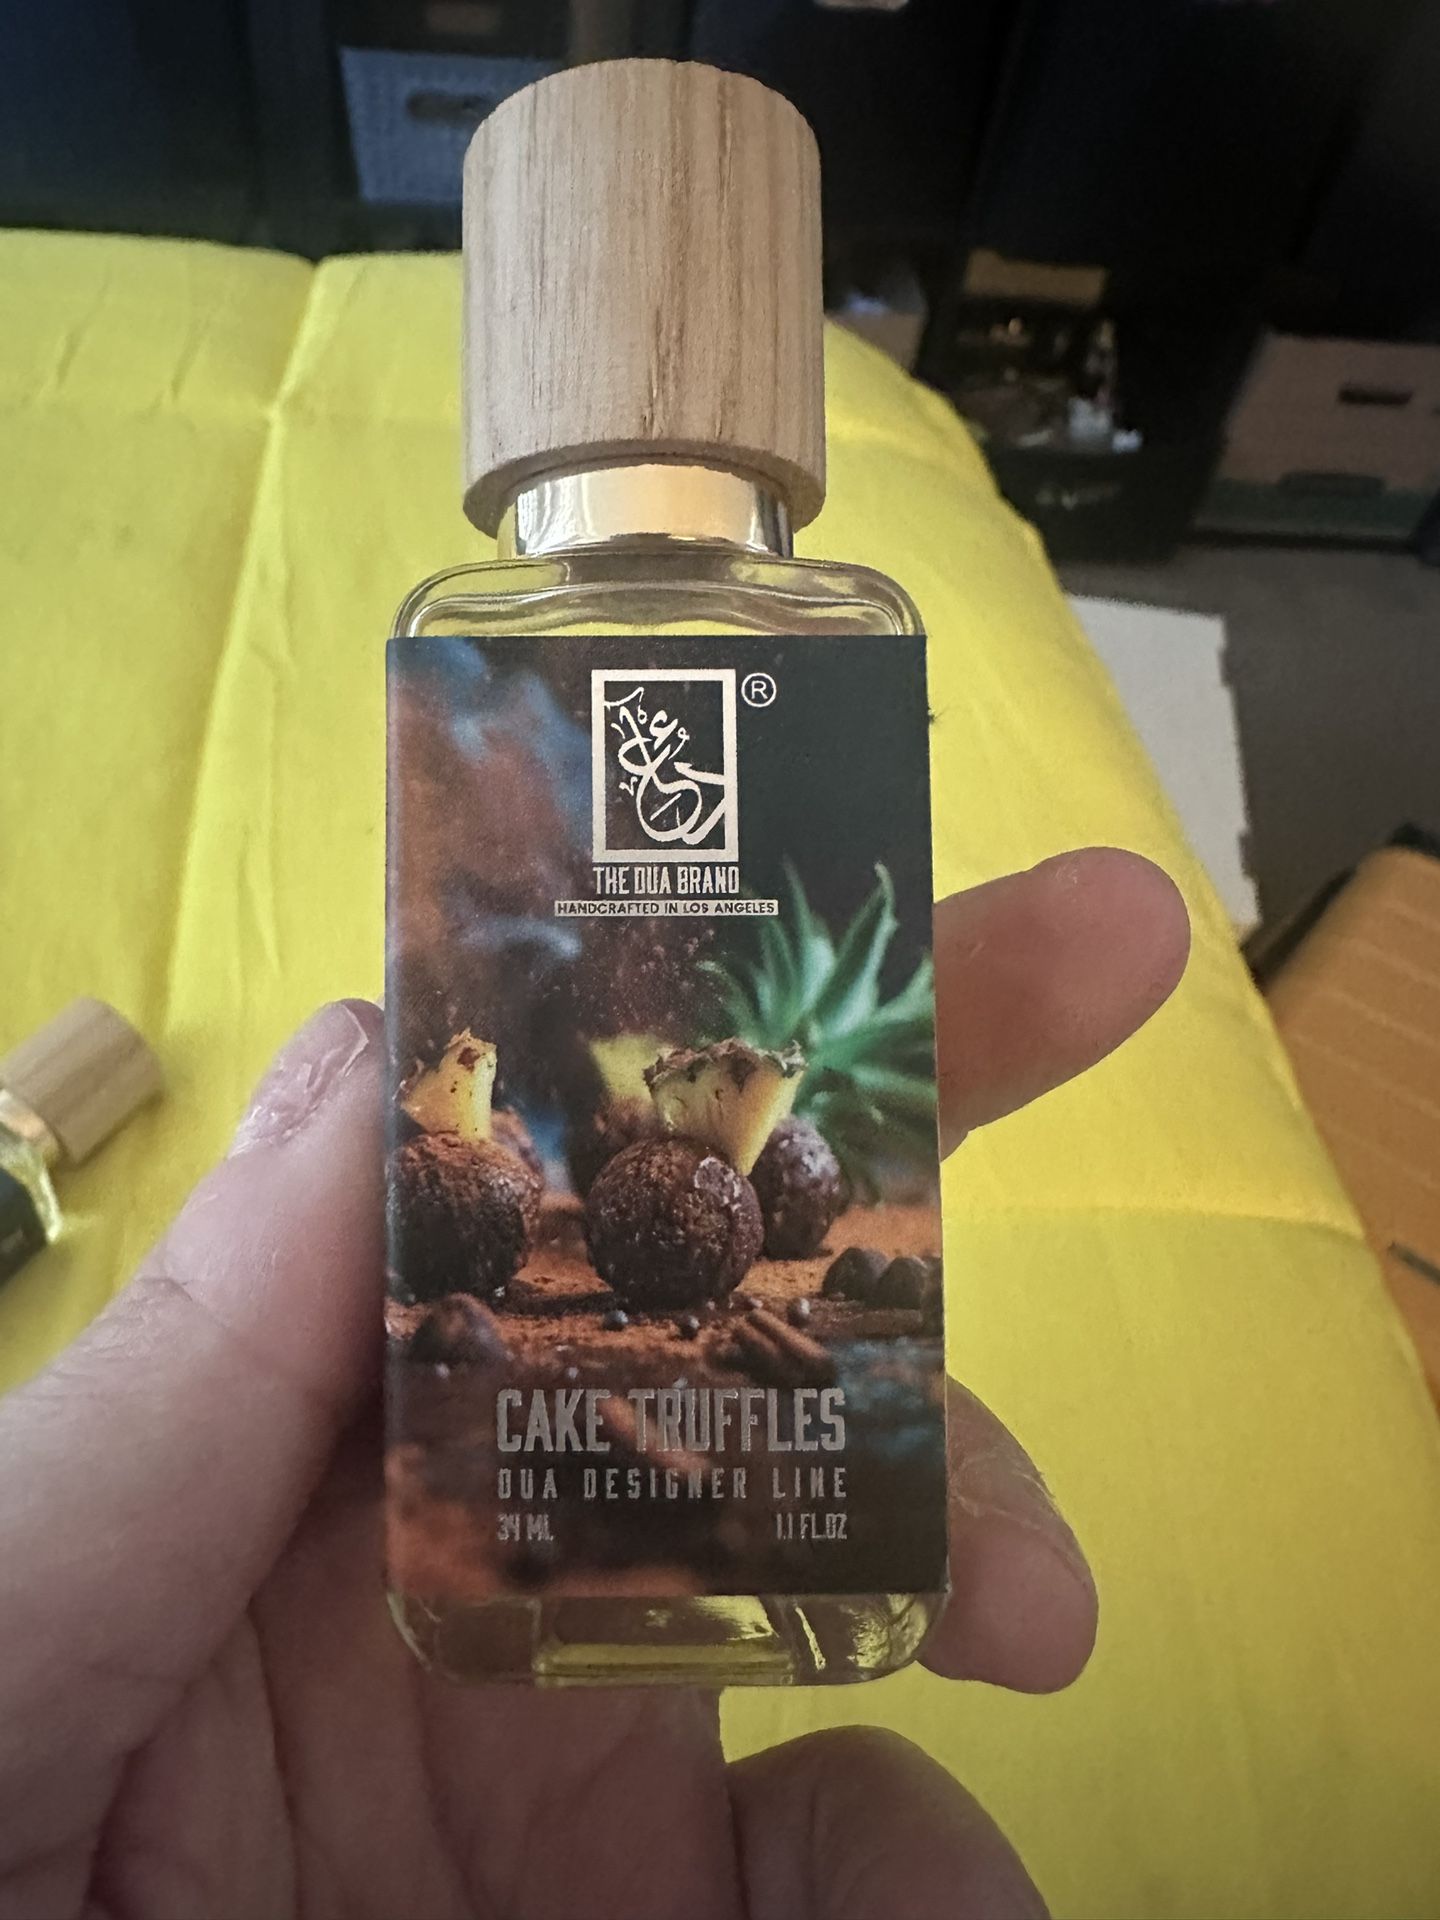 ®
THE DUA BRAND
HANDCRAFTED IN LOS ANGELES
CAKE TRUFFLES
DUA DESIGNER LINE
34 ML 1.1 FL.OZ